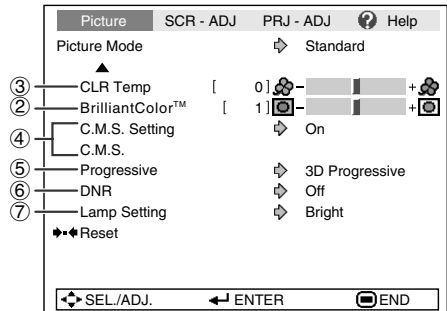 Picture SCR - ADJ PRJ - ADJ ? Help
Picture Mode Standard
③ CLR Temp [ 0 ] – +
② BrilliantColor™ [ 1 ] – +
④ C.M.S. Setting On
C.M.S.
⑤ Progressive 3D Progressive
⑥ DNR Off
⑦ Lamp Setting Bright
Reset
SEL./ADJ. ENTER END